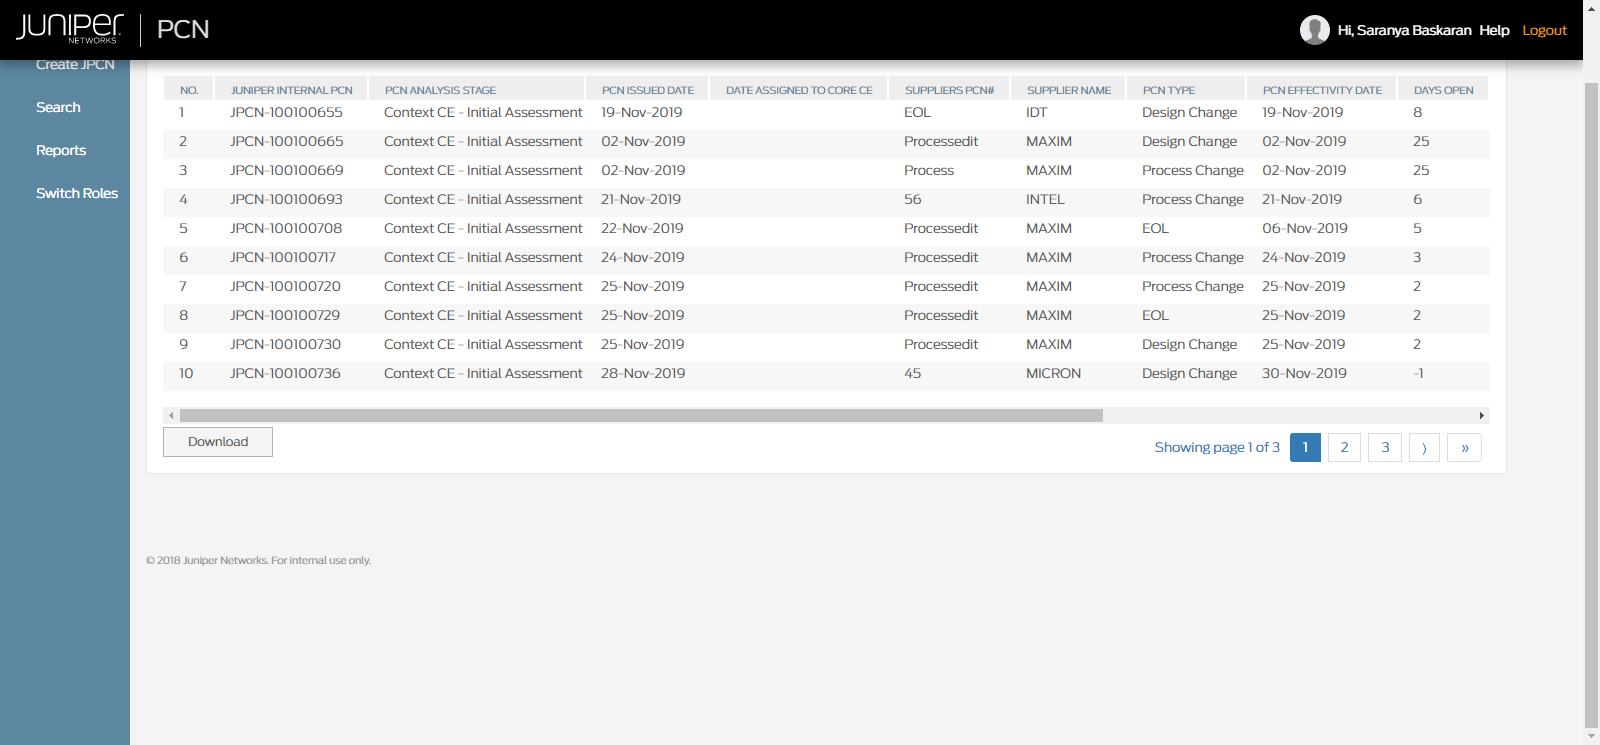 JUNIPER NETWORKS PCN Hi, Saranya Baskaran Help Logout
Create JPCN
Search
Reports
Switch Roles
NO. JUNIPER INTERNAL PCN PCN ANALYSIS STAGE PCN ISSUED DATE DATE ASSIGNED TO CORE CE SUPPLIERS PCN# SUPPLIER NAME PCN TYPE PCN EFFECTIVITY DATE DAYS OPEN
1 JPCN-100100655 Context CE - Initial Assessment 19-Nov-2019 EOL IDT Design Change 19-Nov-2019 8
2 JPCN-100100665 Context CE - Initial Assessment 02-Nov-2019 Processedit MAXIM Design Change 02-Nov-2019 25
3 JPCN-100100669 Context CE - Initial Assessment 02-Nov-2019 Process MAXIM Process Change 02-Nov-2019 25
4 JPCN-100100693 Context CE - Initial Assessment 21-Nov-2019 56 INTEL Process Change 21-Nov-2019 6
5 JPCN-100100708 Context CE - Initial Assessment 22-Nov-2019 Processedit MAXIM EOL 06-Nov-2019 5
6 JPCN-100100717 Context CE - Initial Assessment 24-Nov-2019 Processedit MAXIM Process Change 24-Nov-2019 3
7 JPCN-100100720 Context CE - Initial Assessment 25-Nov-2019 Processedit MAXIM Process Change 25-Nov-2019 2
8 JPCN-100100729 Context CE - Initial Assessment 25-Nov-2019 Processedit MAXIM EOL 25-Nov-2019 2
9 JPCN-100100730 Context CE - Initial Assessment 25-Nov-2019 Processedit MAXIM Design Change 25-Nov-2019 2
10 JPCN-100100736 Context CE - Initial Assessment 28-Nov-2019 45 MICRON Design Change 30-Nov-2019 -1
Download
Showing page 1 of 3 1 2 3 ⟩ »
© 2018 Juniper Networks. For internal use only.